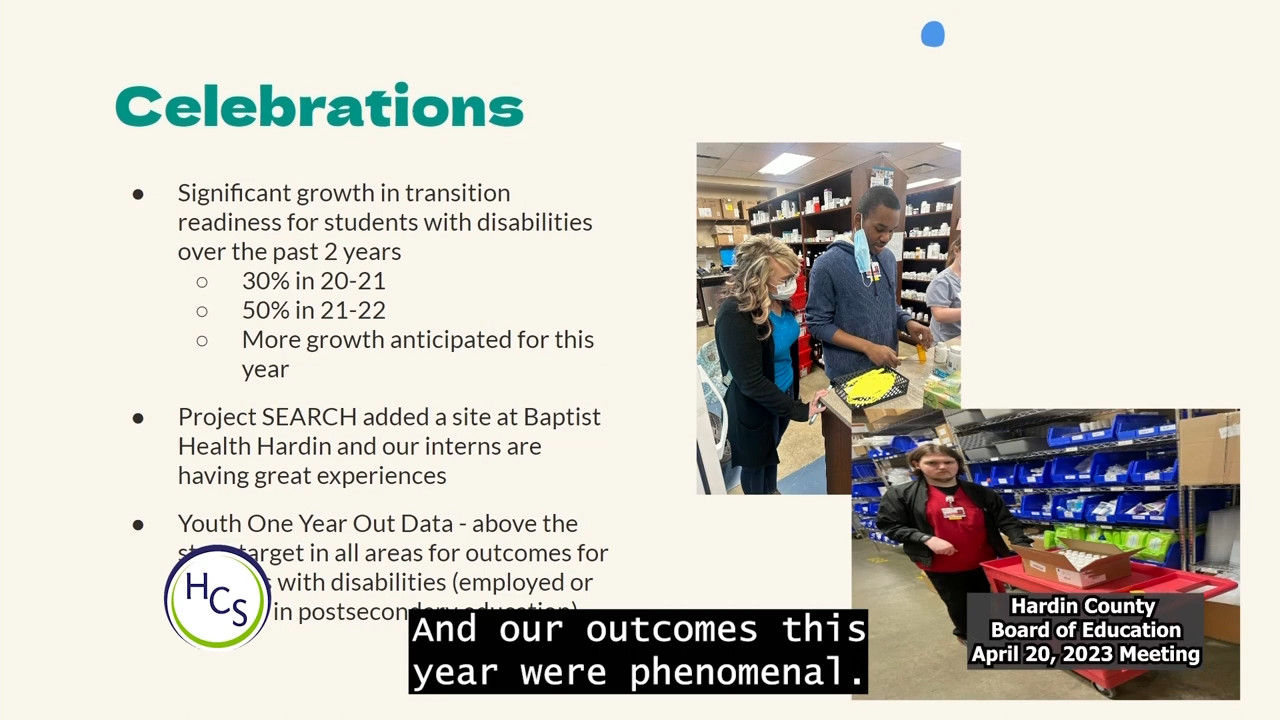 Celebrations
● Significant growth in transition
readiness for students with disabilities
over the past 2 years
○ 30% in 20-21
○ 50% in 21-22
○ More growth anticipated for this
year
● Project SEARCH added a site at Baptist
Health Hardin and our interns are
having great experiences
● Youth One Year Out Data - above the
target in all areas for outcomes for
with disabilities (employed or
in postsecondary education)
HCS
And our outcomes this
year were phenomenal.
Hardin County
Board of Education
April 20, 2023 Meeting